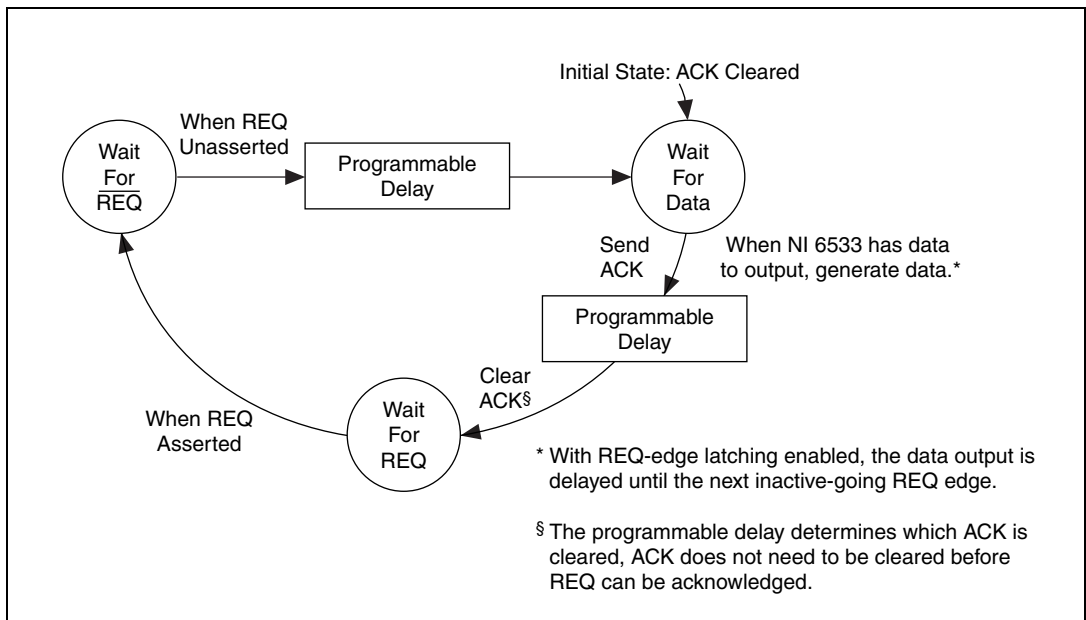 Initial State: ACK Cleared
When REQ
Unasserted
Wait
For
REQ
Programmable
Delay
Wait
For
Data
Send
ACK
When NI 6533 has data
to output, generate data.*
Programmable
Delay
Clear
ACK§
Wait
For
REQ
When REQ
Asserted
* With REQ-edge latching enabled, the data output is
delayed until the next inactive-going REQ edge.
§ The programmable delay determines which ACK is
cleared, ACK does not need to be cleared before
REQ can be acknowledged.